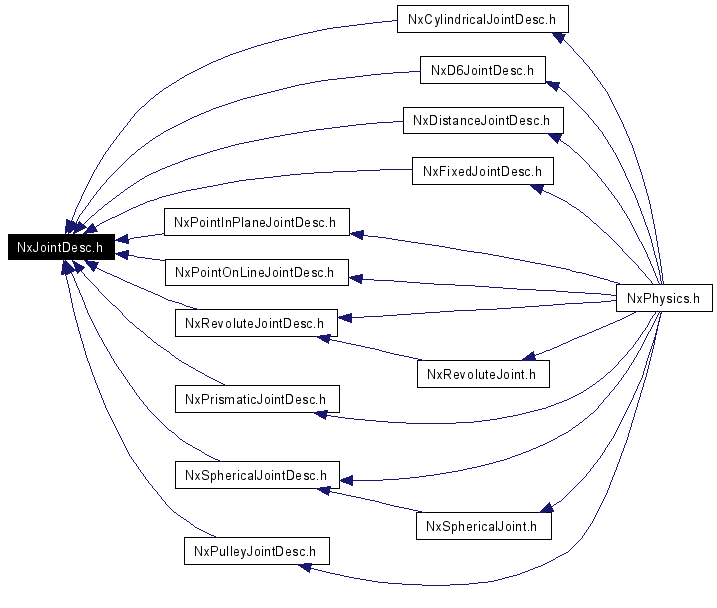 NxCylindricalJointDesc.h
NxD6JointDesc.h
NxDistanceJointDesc.h
NxFixedJointDesc.h
NxPointInPlaneJointDesc.h
NxJointDesc.h
NxPointOnLineJointDesc.h
NxPhysics.h
NxRevoluteJointDesc.h
NxRevoluteJoint.h
NxPrismaticJointDesc.h
NxSphericalJointDesc.h
NxSphericalJoint.h
NxPulleyJointDesc.h